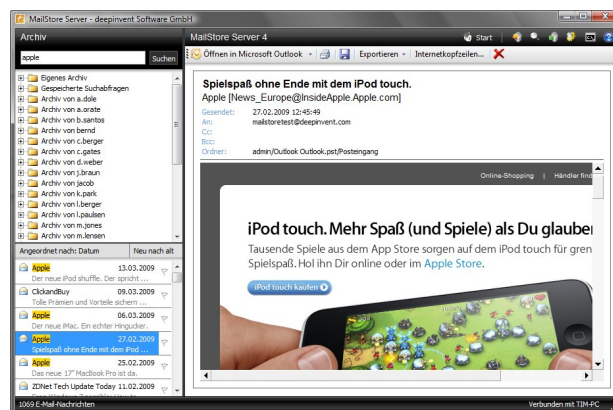 MailStore Server - deepinvent Software GmbH
Archiv
MailStore Server 4
Start
apple
Suchen
Öffnen in Microsoft Outlook
Exportieren
Internetkopfzeilen...
Eigenes Archiv
Gespeicherte Suchabfragen
Archiv von a.dole
Archiv von a.orate
Archiv von b.santos
Archiv von bernd
Archiv von c.berger
Archiv von c.gates
Archiv von d.weber
Archiv von j.braun
Archiv von jacob
Archiv von k.park
Archiv von l.berger
Archiv von l.paulsen
Archiv von m.jones
Archiv von m.lensen
Angeordnet nach: Datum
Neu nach alt
Apple 13.03.2009
Der neue iPod shuffle. Der spricht ...
ClickandBuy 09.03.2009
Tolle Prämien und Vorteile sichern ...
Apple 06.03.2009
Der neue iMac. Ein echter Hingucker.
Apple 27.02.2009
Spielspaß ohne Ende mit dem iPod ...
Apple 25.02.2009
Das neue 17" MacBook Pro ist da.
ZDNet Tech Update Today 11.02.2009
Spielspaß ohne Ende mit dem iPod touch.
Apple [News_Europe@InsideApple.Apple.com]
Gesendet: 27.02.2009 12:45:49
An: mailstoretest@deepinvent.com
Cc:
Bcc:
Ordner: admin/Outlook Outlook.pst/Posteingang
Online-Shopping | Händler find
iPod touch. Mehr Spaß (und Spiele) als Du glauber
Tausende Spiele aus dem App Store sorgen auf dem iPod touch für gren
Spielspaß. Hol ihn Dir online oder im Apple Store.
iPod touch kaufen
1069 E-Mail-Nachrichten
Verbunden mit TIM-PC